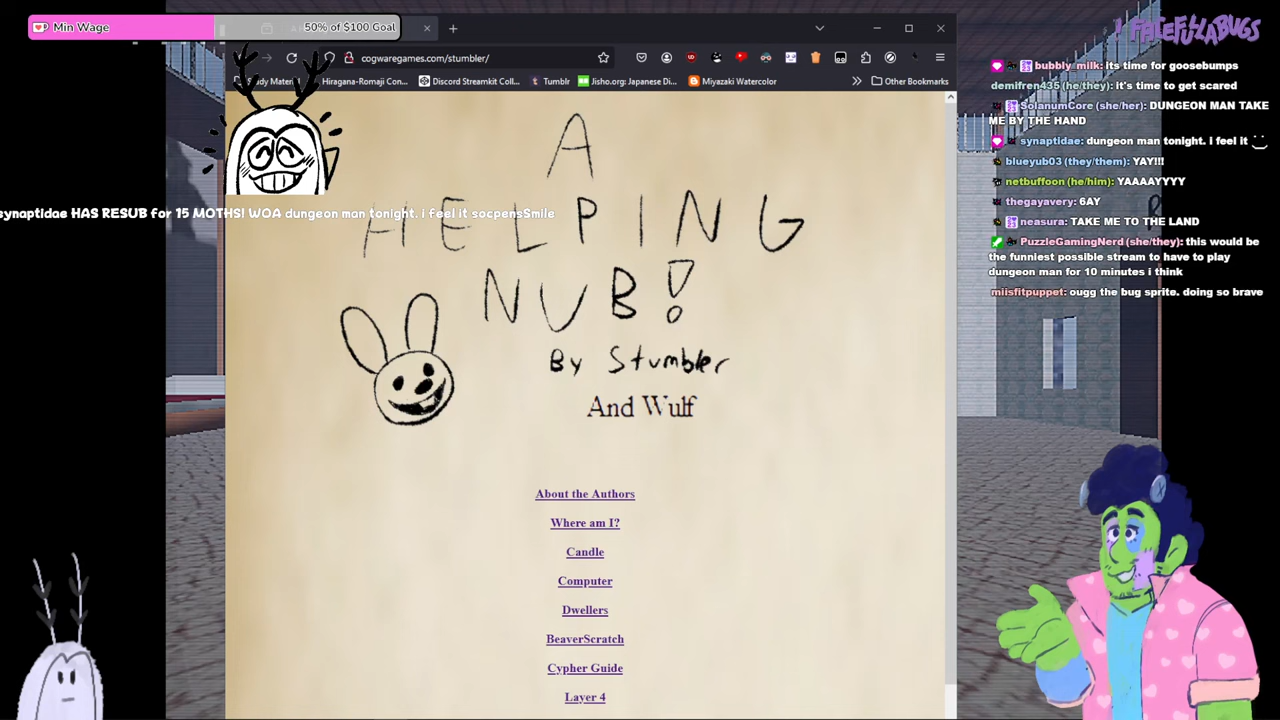 Min Wage
50% of $100 Goal
I FACEFULLABUGS
cogwaregames.com/stumbler/
Hiragana-Romaji Con...
Discord Streamkit Coll...
Tumblr
Jisho.org: Japanese Di...
Miyazaki Watercolor
Other Bookmarks
A
HELPING
NUB!
By Stumbler
And Wulf
About the Authors
Where am I?
Candle
Computer
Dwellers
BeaverScratch
Cypher Guide
Layer 4
synaptidae HAS RESUB for 15 MOTHS! WOA dungeon man tonight. i feel it socpensSmile
bubbly_milk: its time for goosebumps
demifren435 (he/they): it's time to get scared
SolanumCore (she/her): DUNGEON MAN TAKE
ME BY THE HAND
synaptidae: dungeon man tonight. i feel it
blueyub03 (they/them): YAY!!!
netbuffoon (he/him): YAAAAYYYY
thegayavery: 6AY
neasura: TAKE ME TO THE LAND
PuzzleGamingNerd (she/they): this would be
the funniest possible stream to have to play
dungeon man for 10 minutes i think
miisfitpuppet: ougg the bug sprite. doing so brave